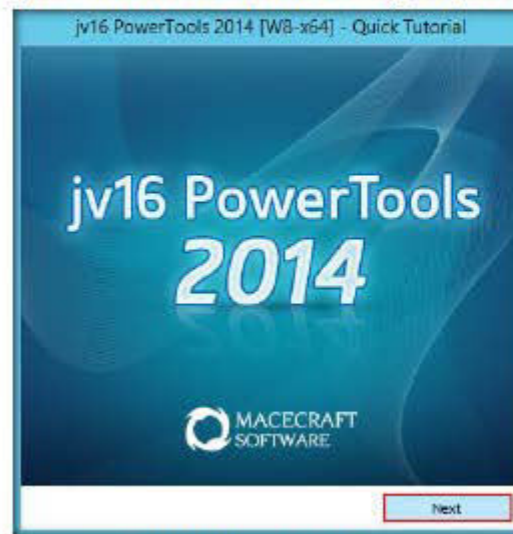 jv16 PowerTools 2014 [W8-x64] - Quick Tutorial
jv16 PowerTools
2014
MACECRAFT
SOFTWARE
Next